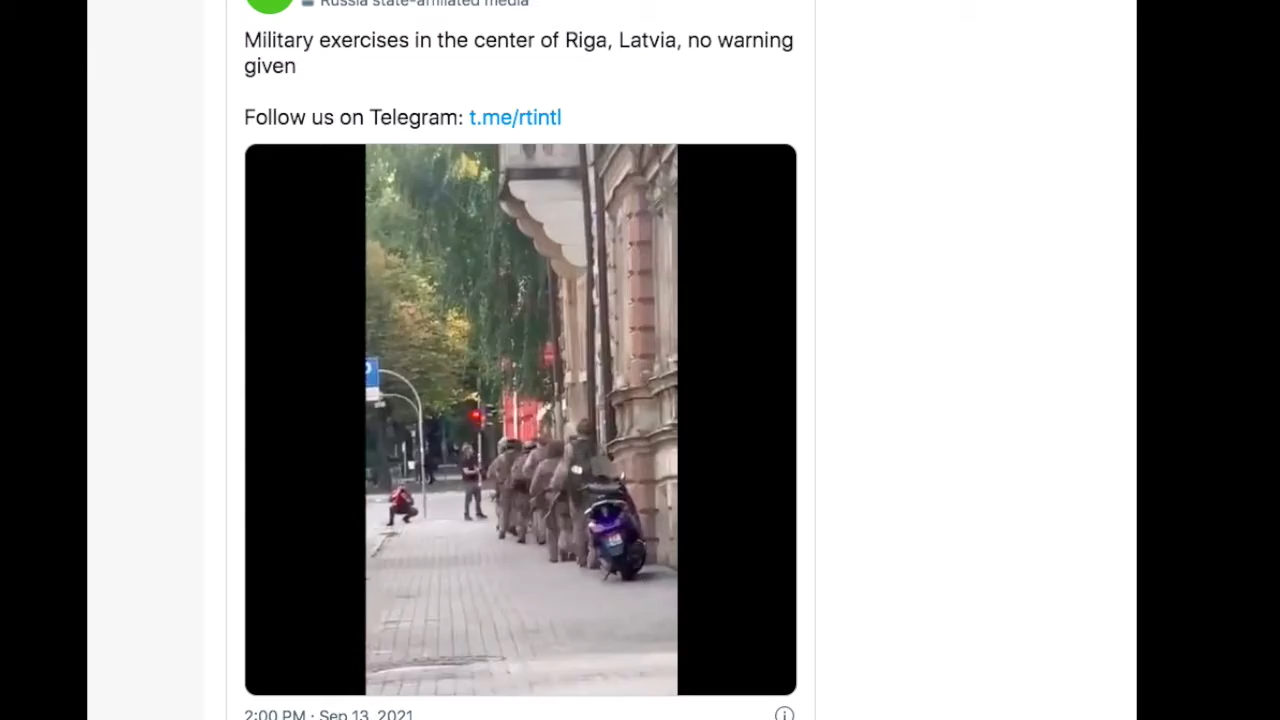 Russia state-affiliated media
Military exercises in the center of Riga, Latvia, no warning
given
Follow us on Telegram: t.me/rtintl
2:00 PM · Sep 13, 2021